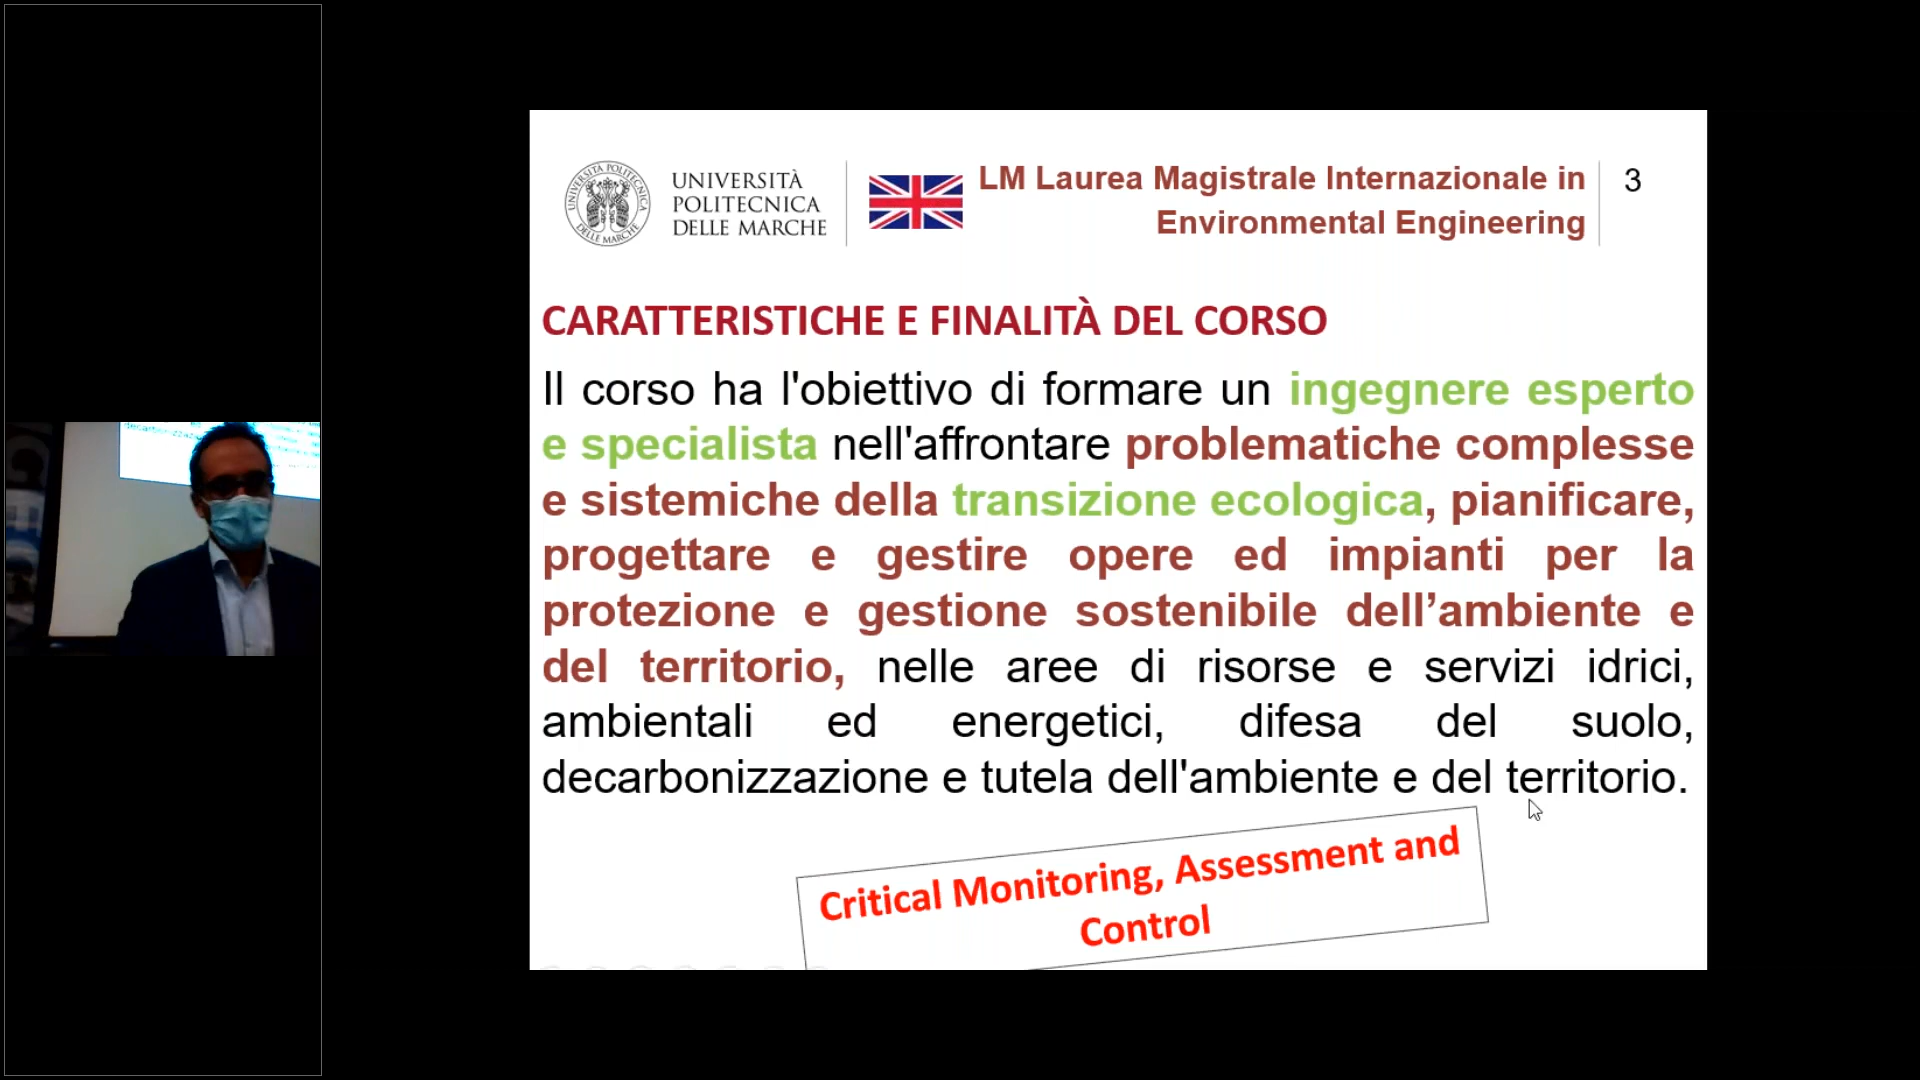 UNIVERSITÀ
POLITECNICA
DELLE MARCHE
LM Laurea Magistrale Internazionale in
Environmental Engineering
3
CARATTERISTICHE E FINALITÀ DEL CORSO
Il corso ha l'obiettivo di formare un ingegnere esperto
e specialista nell'affrontare problematiche complesse
e sistemiche della transizione ecologica, pianificare,
progettare e gestire opere ed impianti per la
protezione e gestione sostenibile dell’ambiente e
del territorio, nelle aree di risorse e servizi idrici,
ambientali ed energetici, difesa del suolo,
decarbonizzazione e tutela dell'ambiente e del territorio.
Critical Monitoring, Assessment and
Control